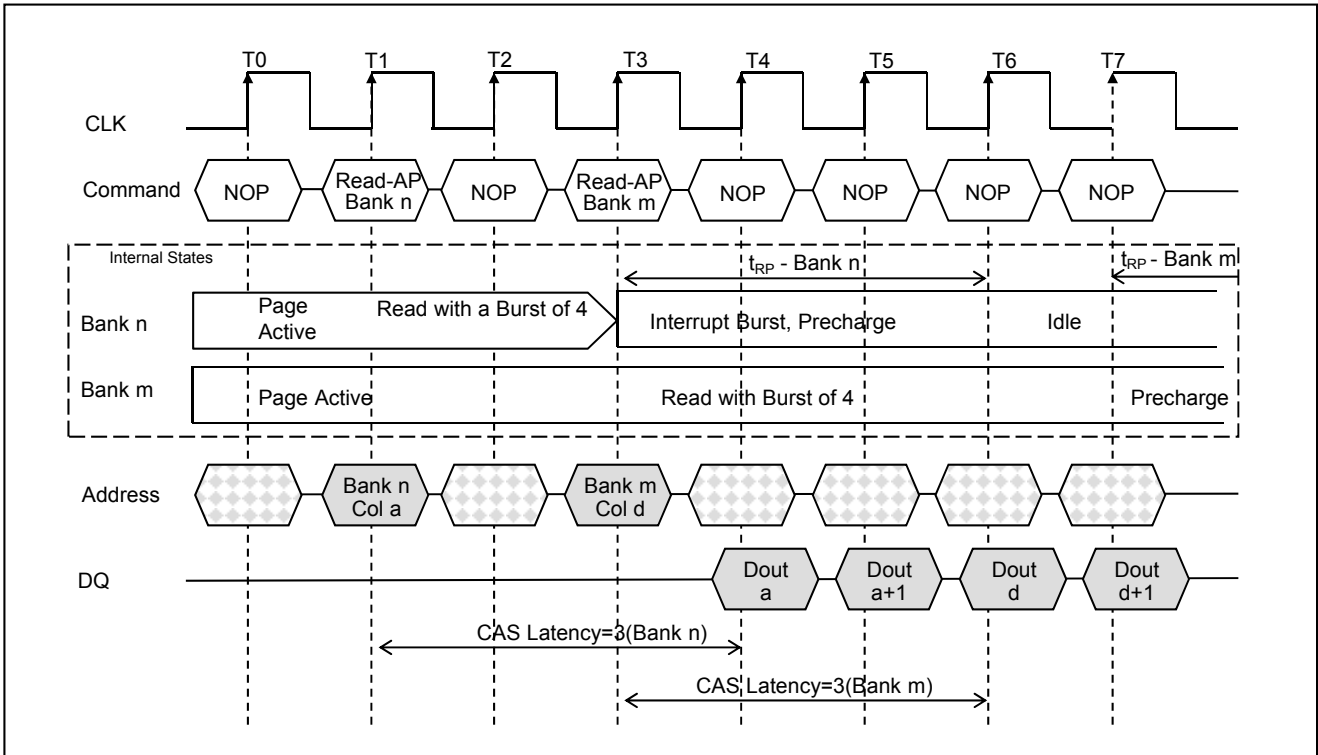 T0 T1 T2 T3 T4 T5 T6 T7
CLK
Command
NOP
Read-AP
Bank n
NOP
Read-AP
Bank m
NOP
NOP
NOP
NOP
Internal States
tRP - Bank n
tRP - Bank m
Bank n
Page
Active
Read with a Burst of 4
Interrupt Burst, Precharge
Idle
Bank m
Page Active
Read with Burst of 4
Precharge
Address
Bank n
Col a
Bank m
Col d
DQ
Dout
a
Dout
a+1
Dout
d
Dout
d+1
CAS Latency=3(Bank n)
CAS Latency=3(Bank m)